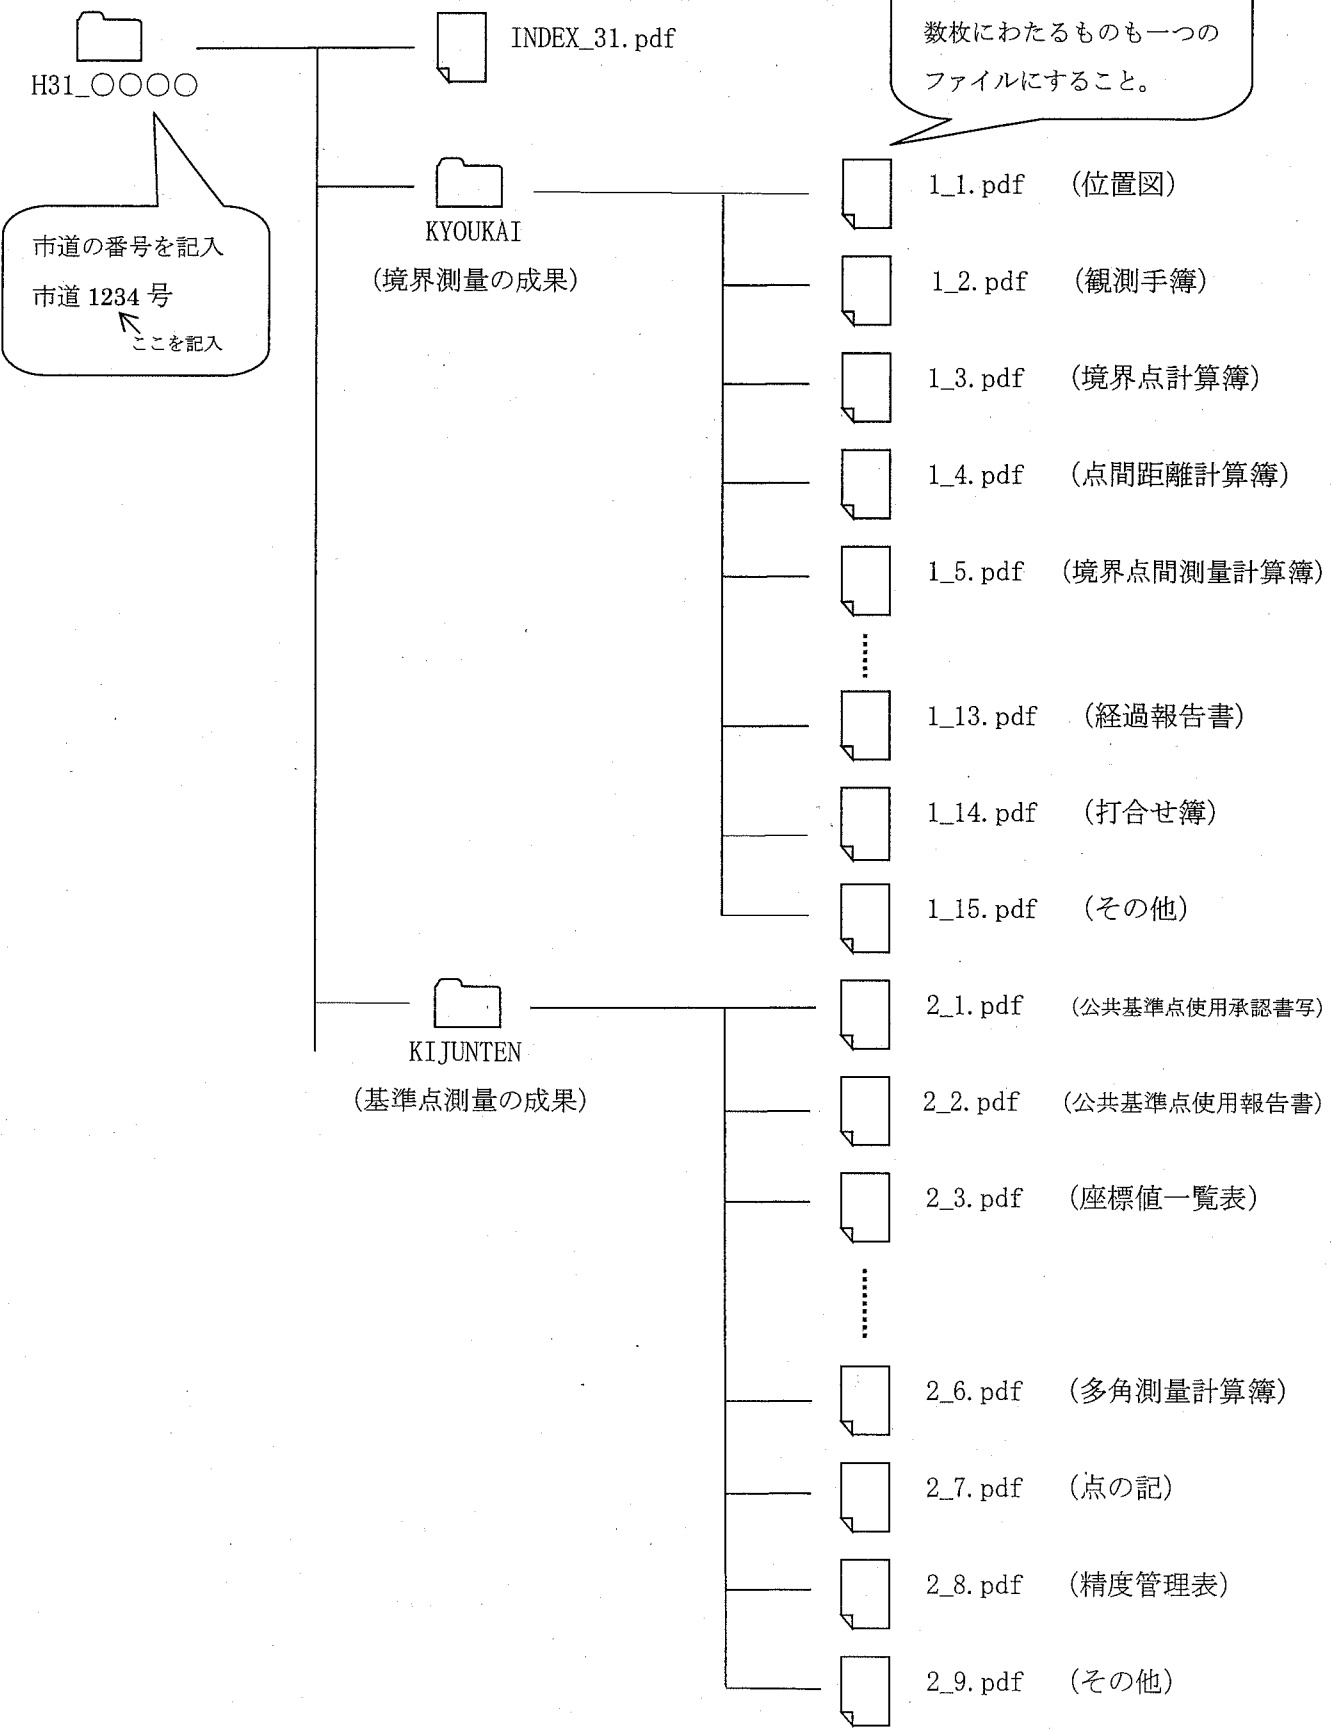 INDEX_31.pdf
H31_○○○○
数枚にわたるものも一つの
ファイルにすること。
市道の番号を記入
市道 1234 号
ここを記入
KYOUKAI
(境界測量の成果)
1_1.pdf (位置図)
1_2.pdf (観測手簿)
1_3.pdf (境界点計算簿)
1_4.pdf (点間距離計算簿)
1_5.pdf (境界点間測量計算簿)
1_13.pdf (経過報告書)
1_14.pdf (打合せ簿)
1_15.pdf (その他)
KIJUNTEN
(基準点測量の成果)
2_1.pdf (公共基準点使用承認書写)
2_2.pdf (公共基準点使用報告書)
2_3.pdf (座標値一覧表)
2_6.pdf (多角測量計算簿)
2_7.pdf (点の記)
2_8.pdf (精度管理表)
2_9.pdf (その他)